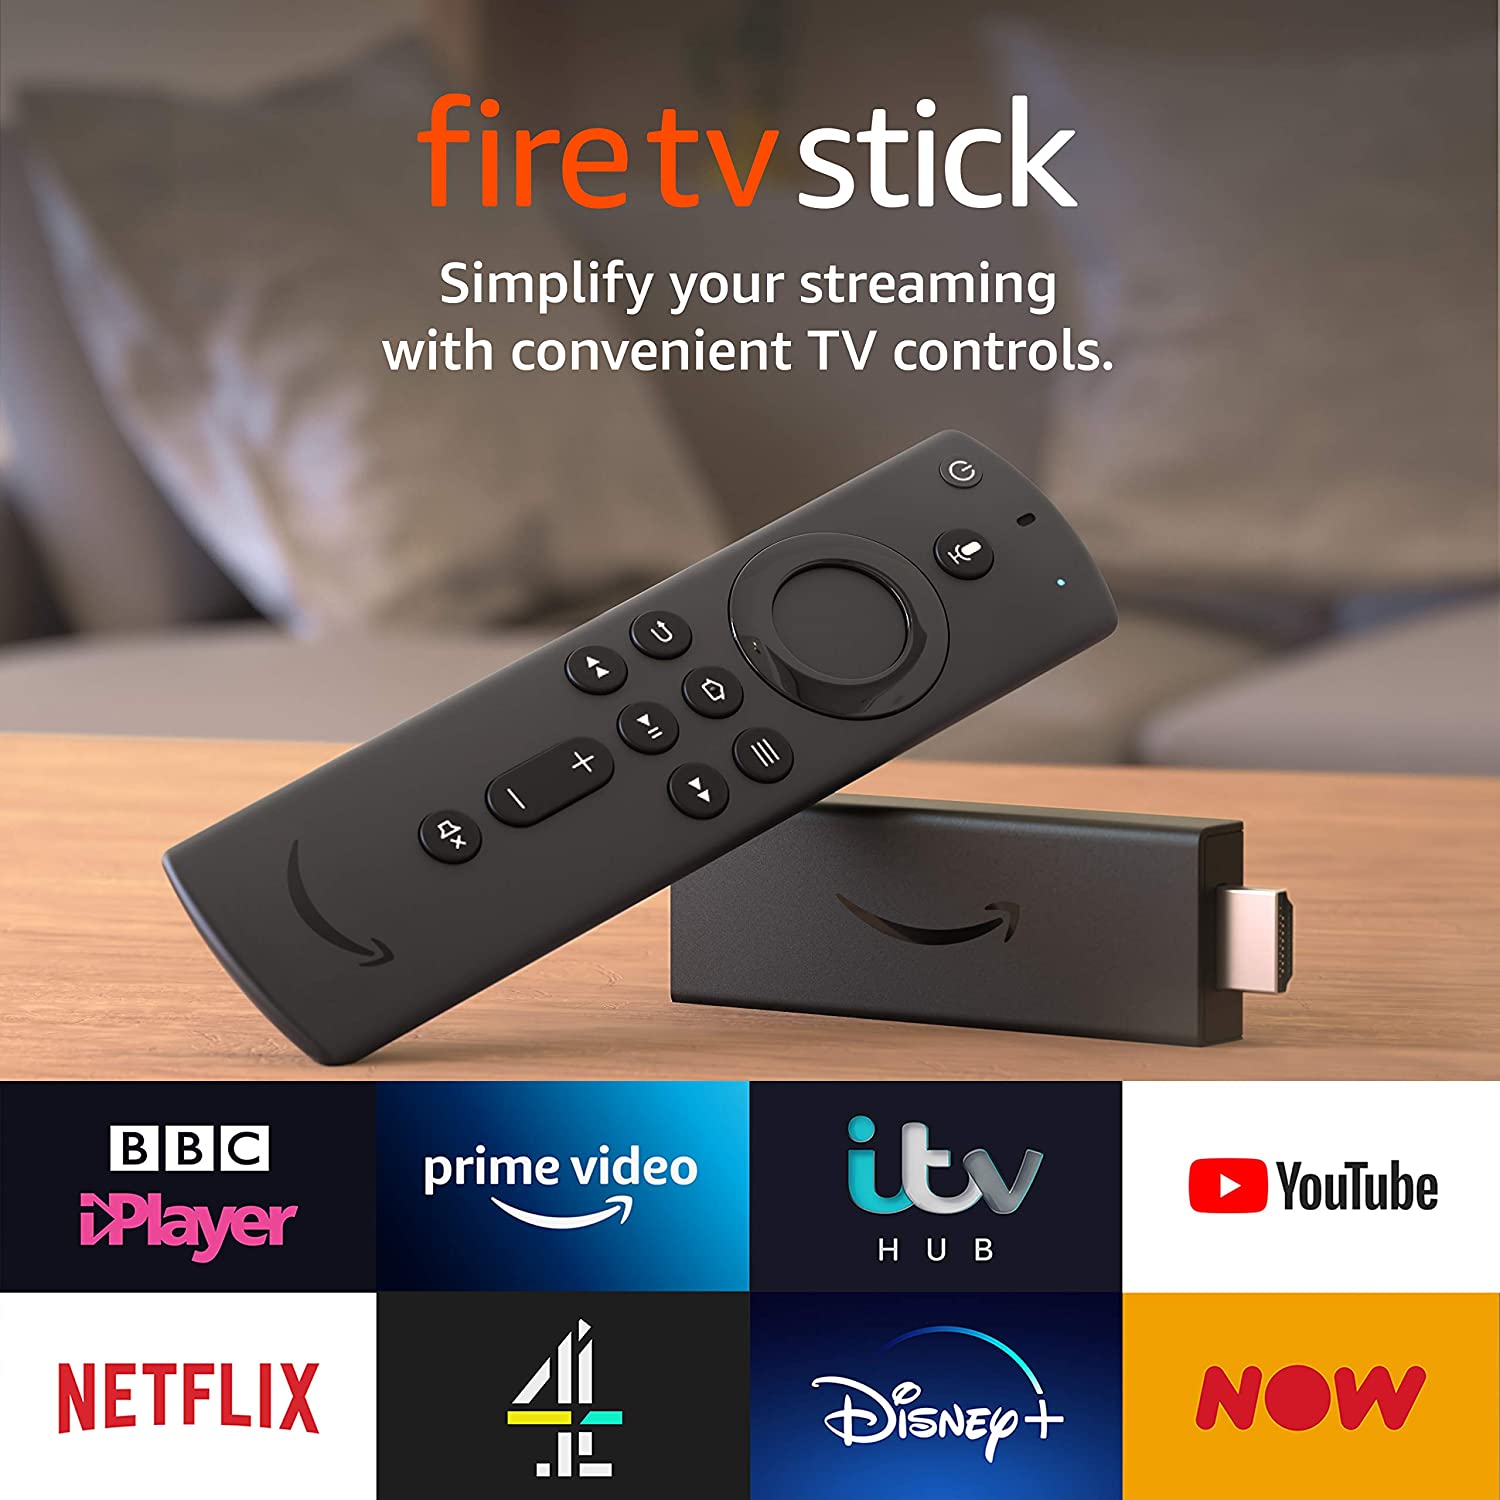 fire tv stick
Simplify your streaming
with convenient TV controls.
BBC
iPlayer
prime video
itv
HUB
YouTube
NETFLIX
4
Disney+
NOW